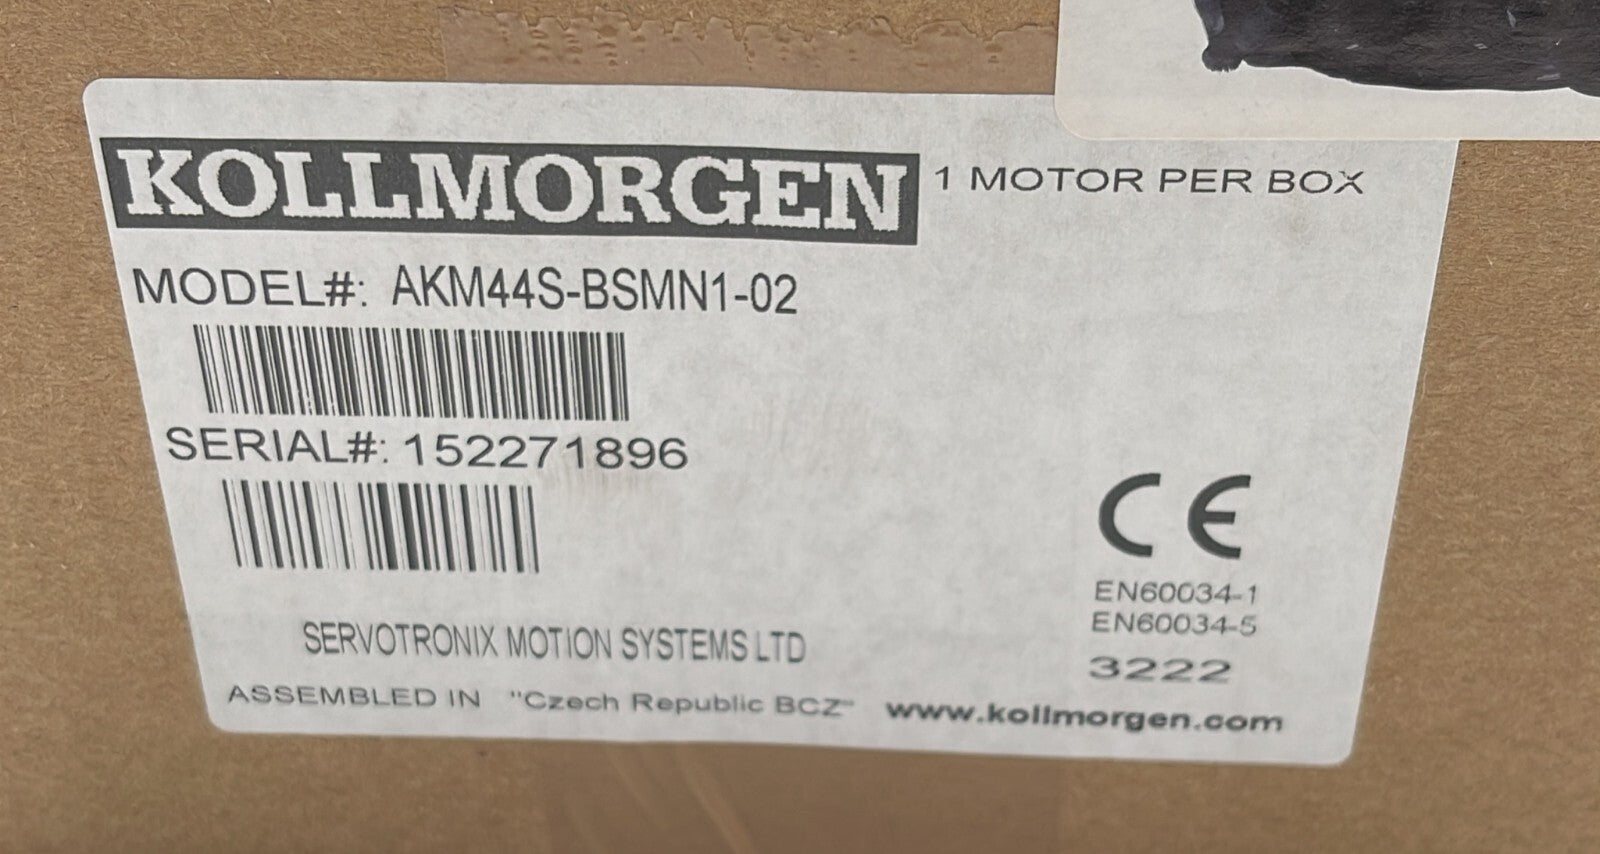 KOLLMORGEN 1 MOTOR PER BOX
MODEL#: AKM44S-BSMN1-02
SERIAL#: 152271896
EN60034-1
EN60034-5
3222
SERVOTRONIX MOTION SYSTEMS LTD
ASSEMBLED IN "Czech Republic BCZ" www.kollmorgen.com
CE